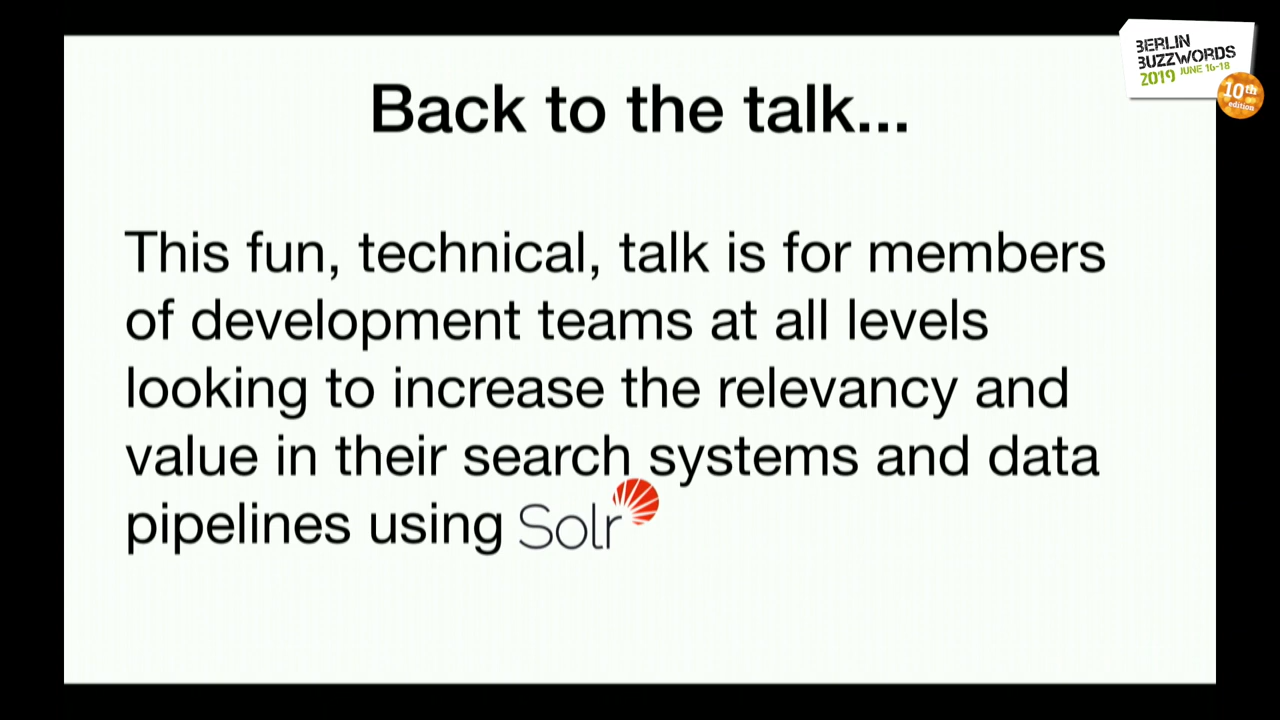 BERLIN
BUZZWORDS
2019 JUNE 16-18
10th
edition
Back to the talk...
This fun, technical, talk is for members
of development teams at all levels
looking to increase the relevancy and
value in their search systems and data
pipelines using Solr